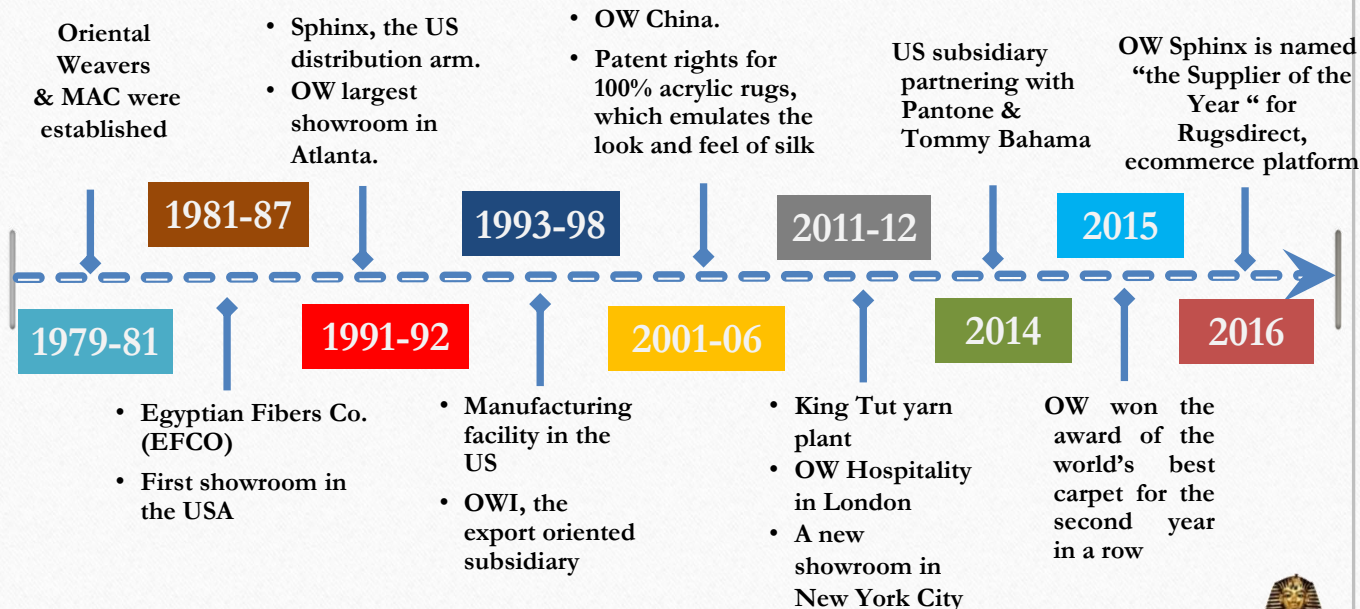 Oriental
Weavers
& MAC were
established
• Sphinx, the US
distribution arm.
• OW largest
showroom in
Atlanta.
• OW China.
• Patent rights for
100% acrylic rugs,
which emulates the
look and feel of silk
US subsidiary
partnering with
Pantone &
Tommy Bahama
OW Sphinx is named
“the Supplier of the
Year “ for
Rugsdirect,
ecommerce platform
1981-87
1993-98
2011-12
2015
1979-81
1991-92
2001-06
2014
2016
• Egyptian Fibers Co.
(EFCO)
• First showroom in
the USA
• Manufacturing
facility in the
US
• OWI, the
export oriented
subsidiary
• King Tut yarn
plant
• OW Hospitality
in London
• A new
showroom in
New York City
OW won the
award of the
world’s best
carpet for the
second year
in a row